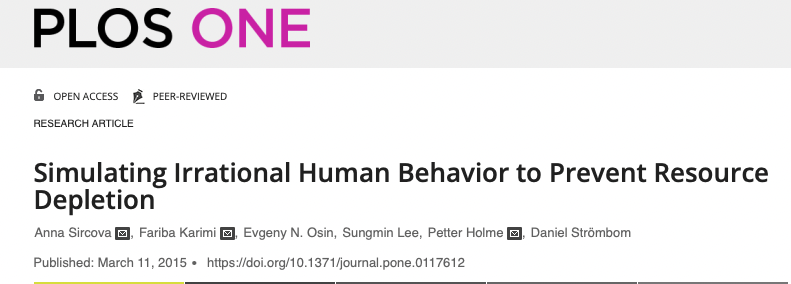 PLOS ONE
OPEN ACCESS PEER-REVIEWED
RESEARCH ARTICLE
Simulating Irrational Human Behavior to Prevent Resource
Depletion
Anna Sircova , Fariba Karimi , Evgeny N. Osin, Sungmin Lee, Petter Holme , Daniel Strömbom
Published: March 11, 2015 • https://doi.org/10.1371/journal.pone.0117612